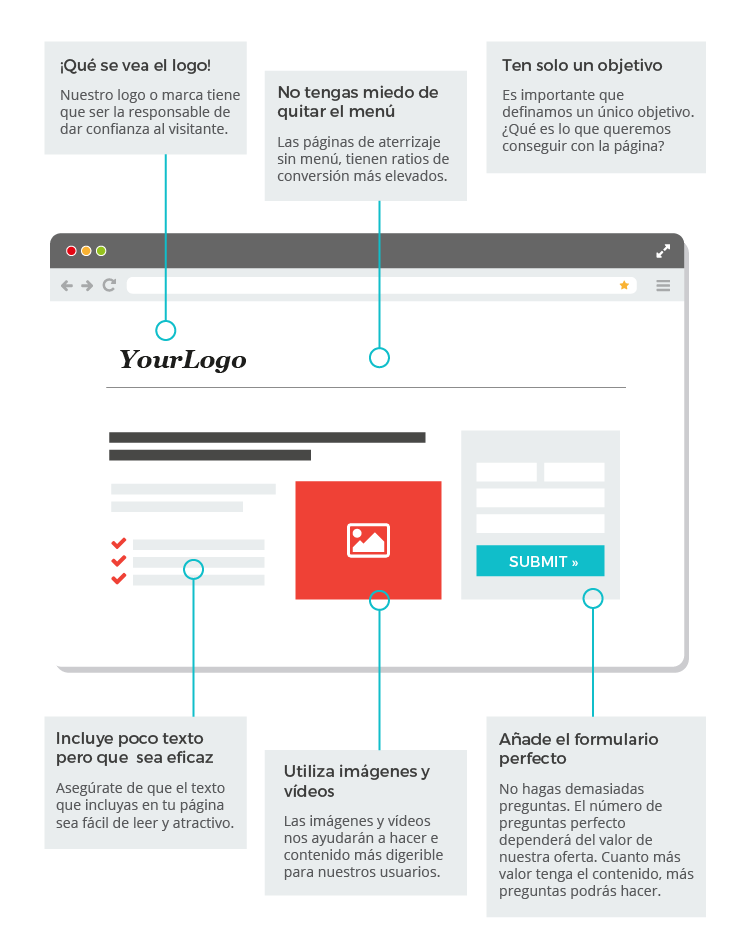 ¡Qué se vea el logo!
Nuestro logo o marca tiene
que ser la responsable de
dar confianza al visitante.
No tengas miedo de
quitar el menú
Las páginas de aterrizaje
sin menú, tienen ratios de
conversión más elevados.
Ten solo un objetivo
Es importante que
definamos un único objetivo.
¿Qué es lo que queremos
conseguir con la página?
YourLogo
SUBMIT »
Incluye poco texto
pero que  sea eficaz
Asegúrate de que el texto
que incluyas en tu página
sea fácil de leer y atractivo.
Utiliza imágenes y
vídeos
Las imágenes y vídeos
nos ayudarán a hacer e
contenido más digerible
para nuestros usuarios.
Añade el formulario
perfecto
No hagas demasiadas
preguntas. El número de
preguntas perfecto
dependerá del valor de
nuestra oferta. Cuanto más
valor tenga el contenido, más
preguntas podrás hacer.